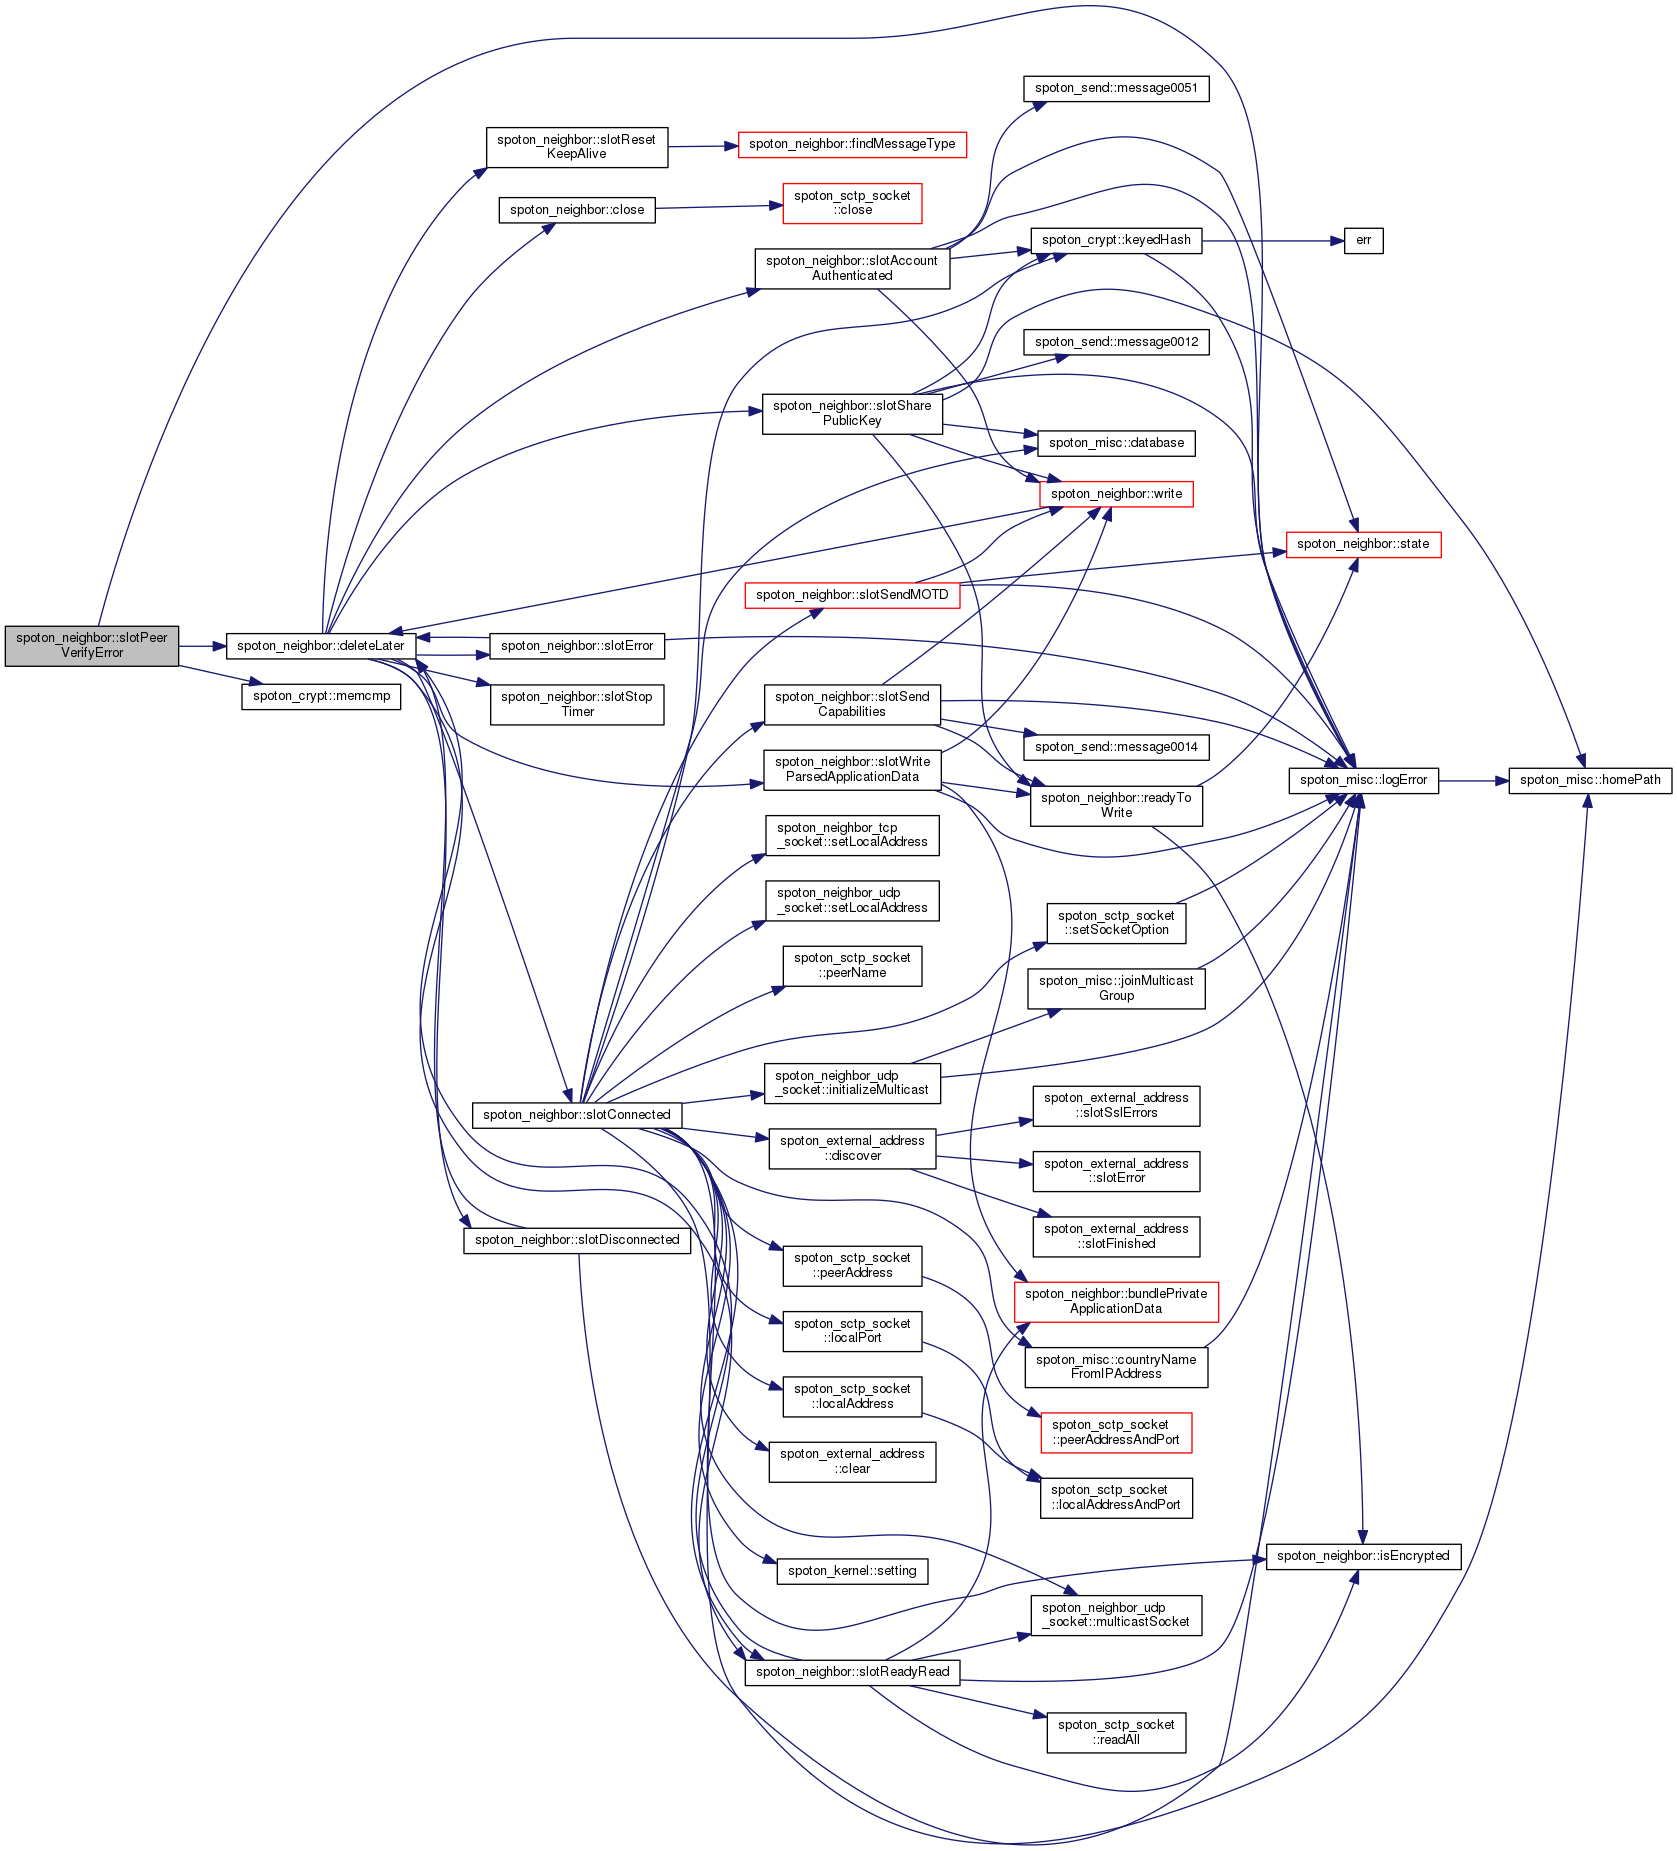 spoton_neighbor::slotPeer
VerifyError
spoton_neighbor::deleteLater
spoton_crypt::memcmp
spoton_neighbor::slotReset
KeepAlive
spoton_neighbor::close
spoton_neighbor::slotError
spoton_neighbor::slotStop
Timer
spoton_neighbor::slotConnected
spoton_neighbor::slotDisconnected
spoton_neighbor::findMessageType
spoton_sctp_socket
::close
spoton_neighbor::slotAccount
Authenticated
spoton_neighbor::slotShare
PublicKey
spoton_neighbor::slotSendMOTD
spoton_neighbor::slotSend
Capabilities
spoton_neighbor::slotWrite
ParsedApplicationData
spoton_neighbor_tcp
_socket::setLocalAddress
spoton_neighbor_udp
_socket::setLocalAddress
spoton_sctp_socket
::peerName
spoton_neighbor_udp
_socket::initializeMulticast
spoton_external_address
::discover
spoton_sctp_socket
::peerAddress
spoton_sctp_socket
::localPort
spoton_sctp_socket
::localAddress
spoton_external_address
::clear
spoton_kernel::setting
spoton_neighbor::slotReadyRead
spoton_send::message0051
spoton_crypt::keyedHash
spoton_send::message0012
spoton_misc::database
spoton_neighbor::write
spoton_send::message0014
spoton_neighbor::readyTo
Write
spoton_sctp_socket
::setSocketOption
spoton_misc::joinMulticast
Group
spoton_external_address
::slotSslErrors
spoton_external_address
::slotError
spoton_external_address
::slotFinished
spoton_neighbor::bundlePrivate
ApplicationData
spoton_misc::countryName
FromIPAddress
spoton_sctp_socket
::peerAddressAndPort
spoton_sctp_socket
::localAddressAndPort
spoton_neighbor_udp
_socket::multicastSocket
spoton_sctp_socket
::readAll
err
spoton_neighbor::state
spoton_misc::logError
spoton_neighbor::isEncrypted
spoton_misc::homePath